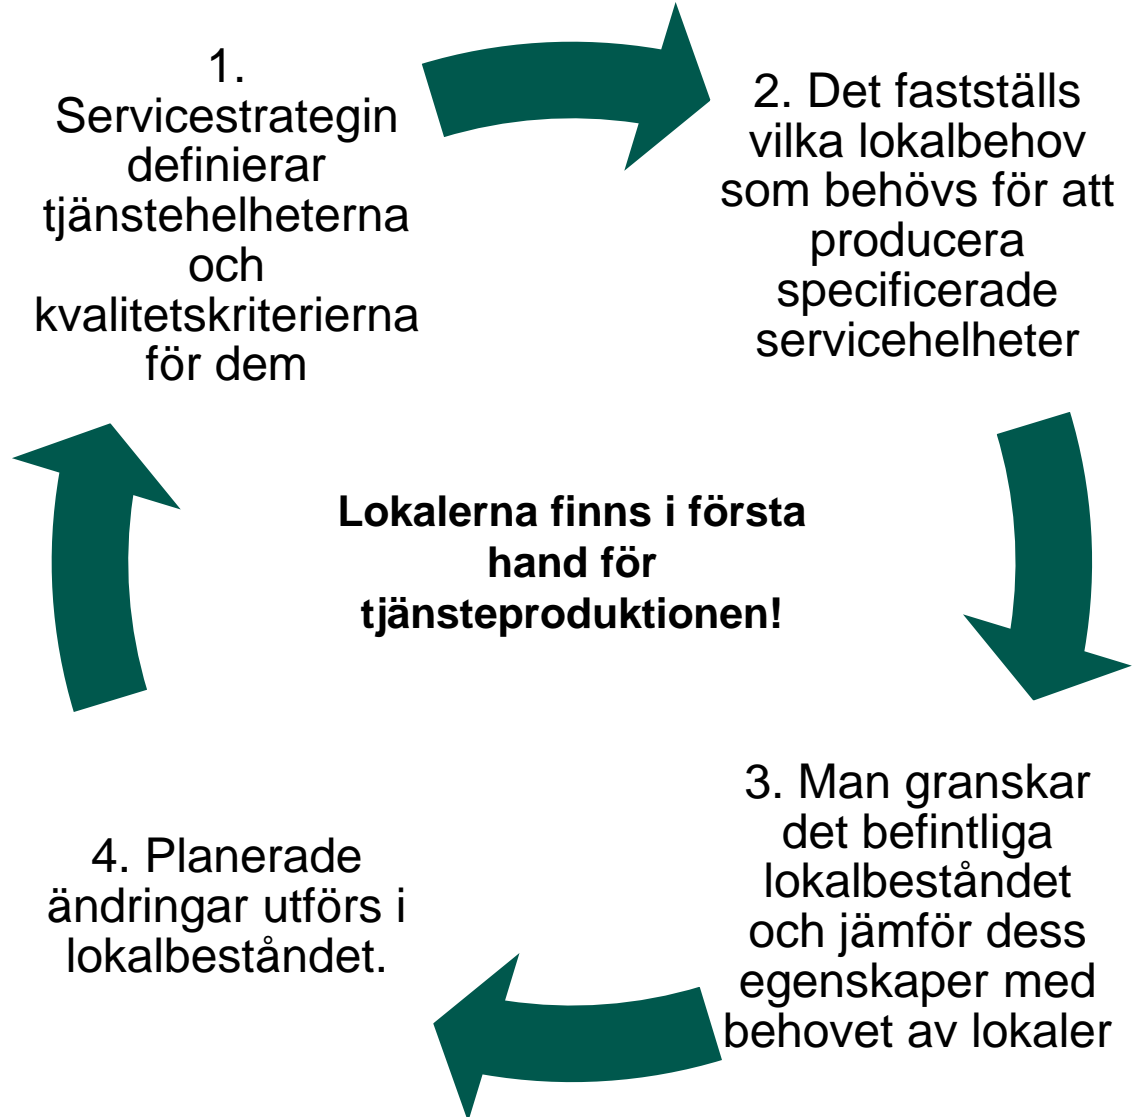 1.
Servicestrategin
definierar
tjänstehelheterna
och
kvalitetskriterierna
för dem
2. Det fastställs
vilka lokalbehov
som behövs för att
producera
specificerade
servicehelheter
Lokalerna finns i första
hand för
tjänsteproduktionen!
3. Man granskar
det befintliga
lokalbeståndet
och jämför dess
egenskaper med
behovet av lokaler
4. Planerade
ändringar utförs i
lokalbeståndet.